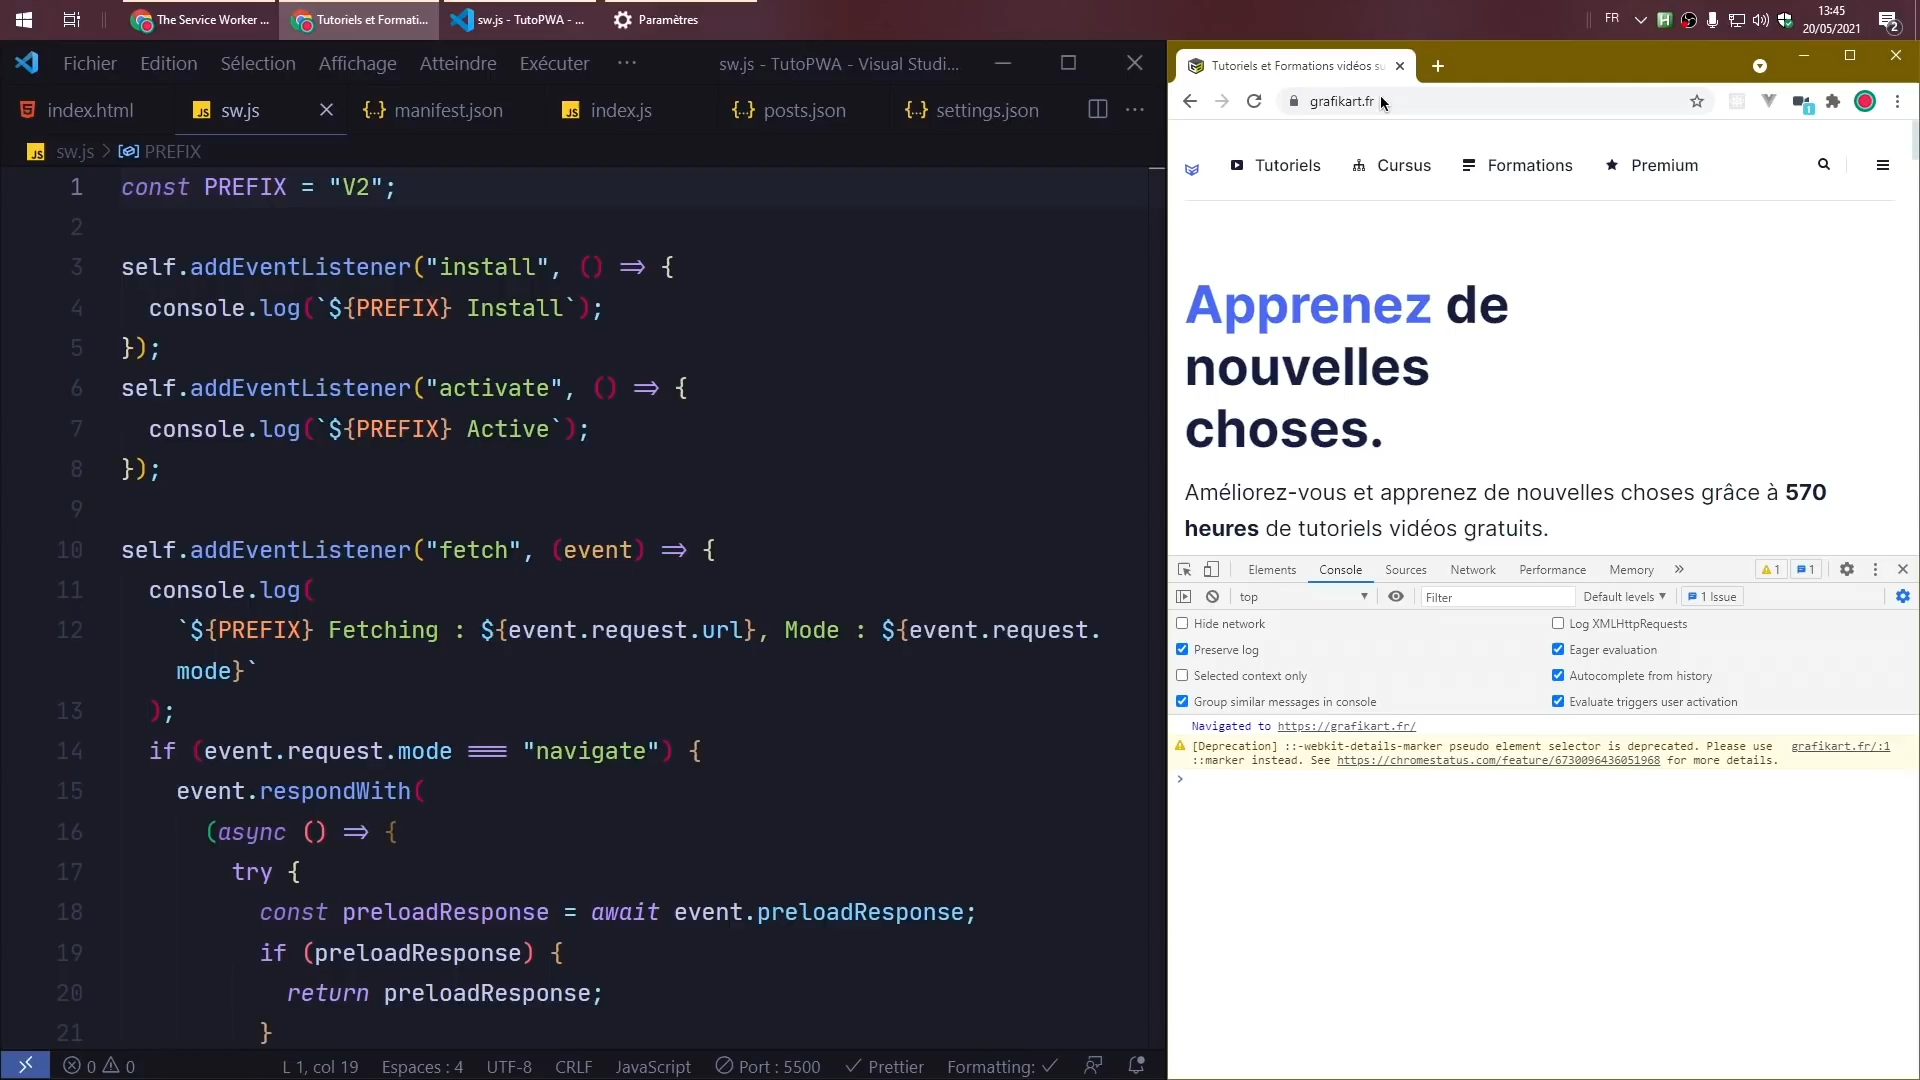 The Service Worker ...
Tutoriels et Formati...
sw.js - TutoPWA - ...
Paramètres
FR
13:45
20/05/2021
2
Fichier Edition Sélection Affichage Atteindre Exécuter ···
sw.js - TutoPWA - Visual Studi...
index.html
sw.js
manifest.json
index.js
posts.json
settings.json
sw.js > PREFIX
1 const PREFIX = "V2";
2
3 self.addEventListener("install", () => {
4 console.log(`${PREFIX} Install`);
5 });
6 self.addEventListener("activate", () => {
7 console.log(`${PREFIX} Active`);
8 });
9
10 self.addEventListener("fetch", (event) => {
11 console.log(
12 `${PREFIX} Fetching : ${event.request.url}, Mode : ${event.request.
mode}`
13 );
14 if (event.request.mode === "navigate") {
15 event.respondWith(
16 (async () => {
17 try {
18 const preloadResponse = await event.preloadResponse;
19 if (preloadResponse) {
20 return preloadResponse;
21 }
0 0
L 1, col 19 Espaces : 4 UTF-8 CRLF JavaScript Port : 5500 Prettier Formatting:
Tutoriels et Formations vidéos su
grafikart.fr
1
Tutoriels Cursus Formations Premium
Apprenez de
nouvelles
choses.
Améliorez-vous et apprenez de nouvelles choses grâce à 570
heures de tutoriels vidéos gratuits.
Elements Console Sources Network Performance Memory » 1 1
top Filter Default levels 1 Issue
Hide network Log XMLHttpRequests
Preserve log Eager evaluation
Selected context only Autocomplete from history
Group similar messages in console Evaluate triggers user activation
Navigated to https://grafikart.fr/
[Deprecation] ::-webkit-details-marker pseudo element selector is deprecated. Please use grafikart.fr/:1
::marker instead. See https://chromestatus.com/feature/6730096436051968 for more details.